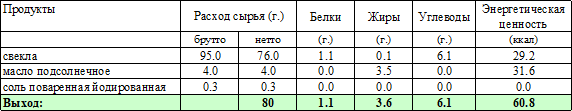 Продукты Расход сырья (г.) Белки Жиры Углеводы Энергетическая ценность
брутто нетто (г.) (г.) (г.) (ккал)
свекла 95.0 76.0 1.1 0.1 6.1 29.2
масло подсолнечное 4.0 4.0 0.0 3.5 0.0 31.6
соль поваренная йодированная 0.3 0.3 0.0 0.0 0.0 0.0
Выход: 80 1.1 3.6 6.1 60.8